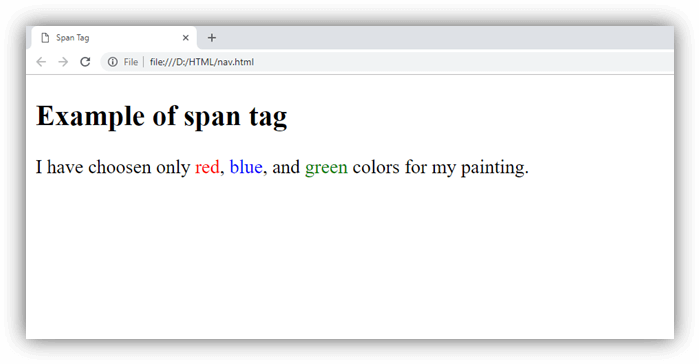 Span Tag
File file:///D:/HTML/nav.html
Example of span tag
I have choosen only red, blue, and green colors for my painting.